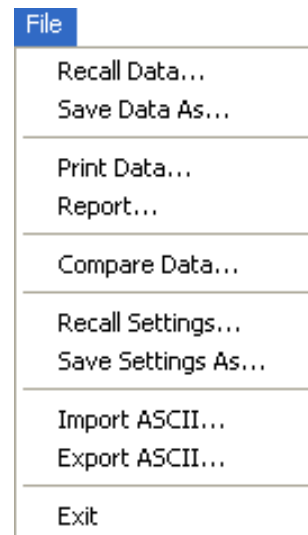 File
Recall Data...
Save Data As...
Print Data...
Report...
Compare Data...
Recall Settings...
Save Settings As...
Import ASCII...
Export ASCII...
Exit